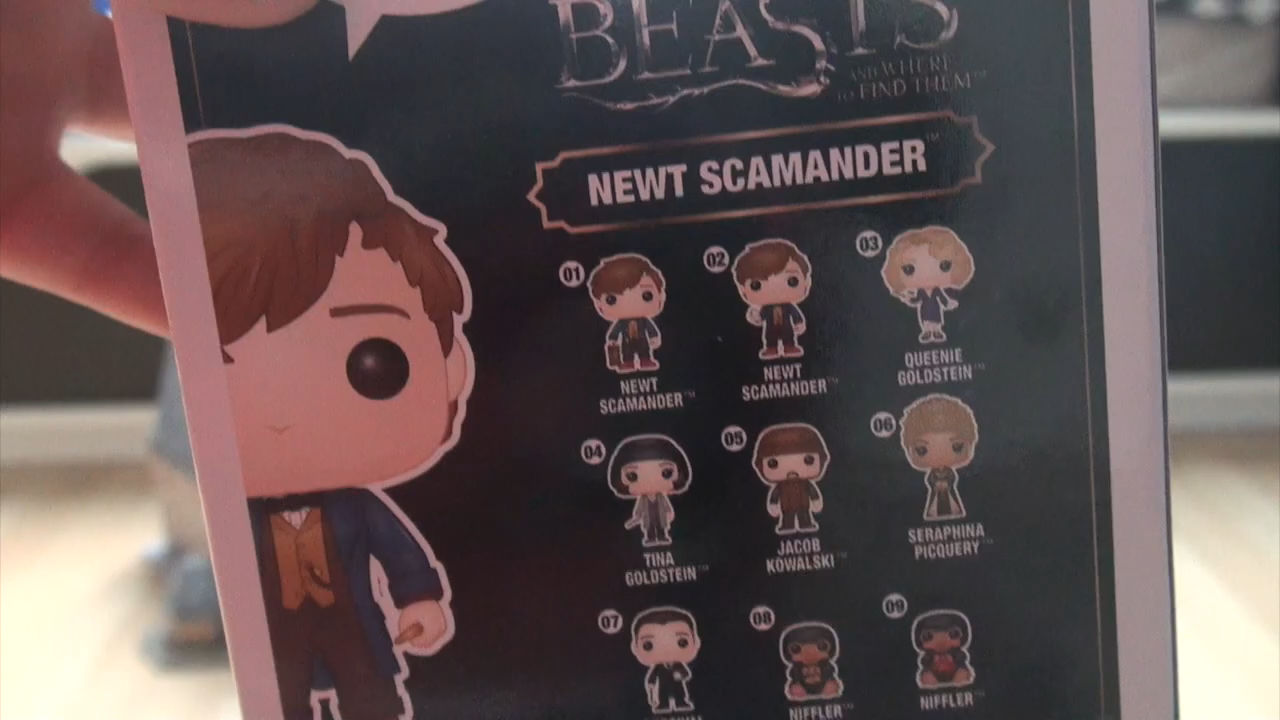 BEASTS
AND WHERE
TO FIND THEM™
NEWT SCAMANDER™
01
02
03
NEWT
SCAMANDER™
NEWT
SCAMANDER™
QUEENIE
GOLDSTEIN™
04
05
06
TINA
GOLDSTEIN™
JACOB
KOWALSKI™
SERAPHINA
PICQUERY™
07
08
09
NIFFLER™
NIFFLER™